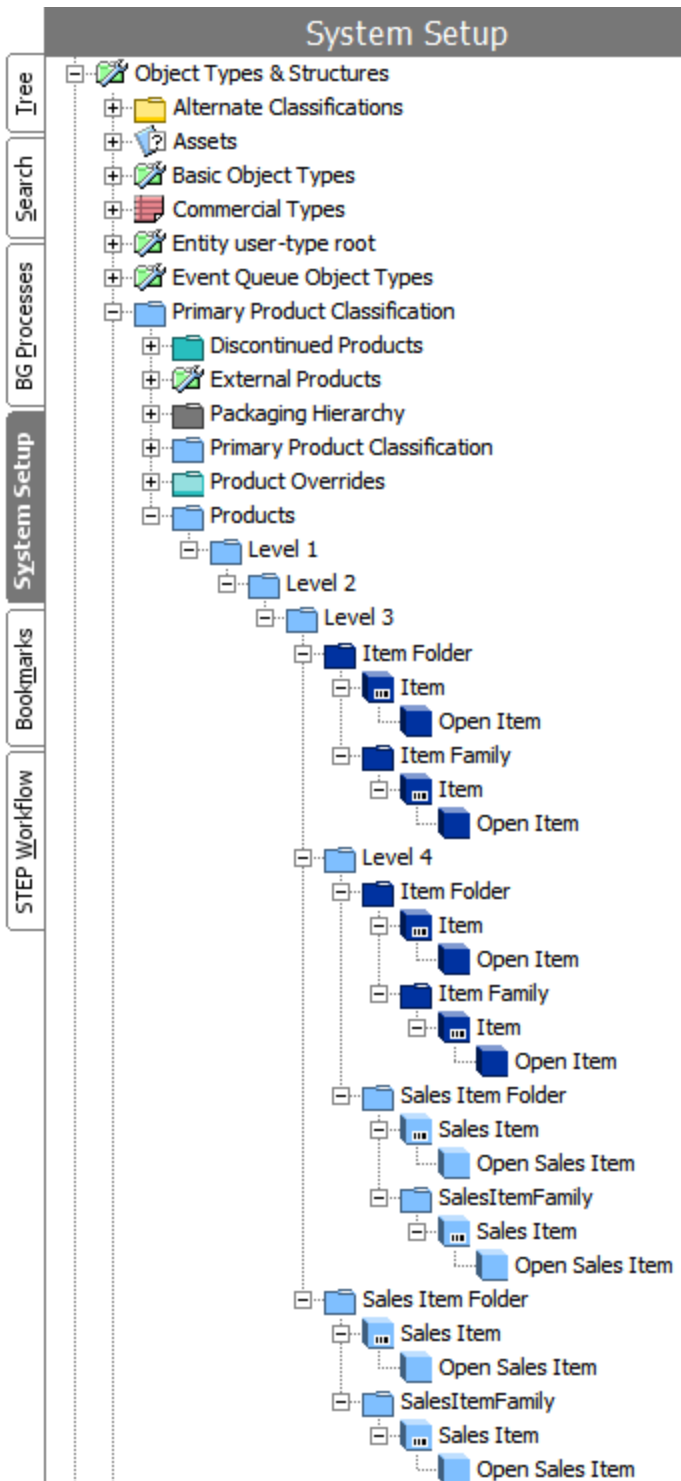 System Setup
Tree
Search
BG Processes
System Setup
Bookmarks
STEP Workflow
Object Types & Structures
Alternate Classifications
Assets
Basic Object Types
Commercial Types
Entity user-type root
Event Queue Object Types
Primary Product Classification
Discontinued Products
External Products
Packaging Hierarchy
Primary Product Classification
Product Overrides
Products
Level 1
Level 2
Level 3
Item Folder
Item
Open Item
Item Family
Item
Open Item
Level 4
Item Folder
Item
Open Item
Item Family
Item
Open Item
Sales Item Folder
Sales Item
Open Sales Item
SalesItemFamily
Sales Item
Open Sales Item
Sales Item Folder
Sales Item
Open Sales Item
SalesItemFamily
Sales Item
Open Sales Item